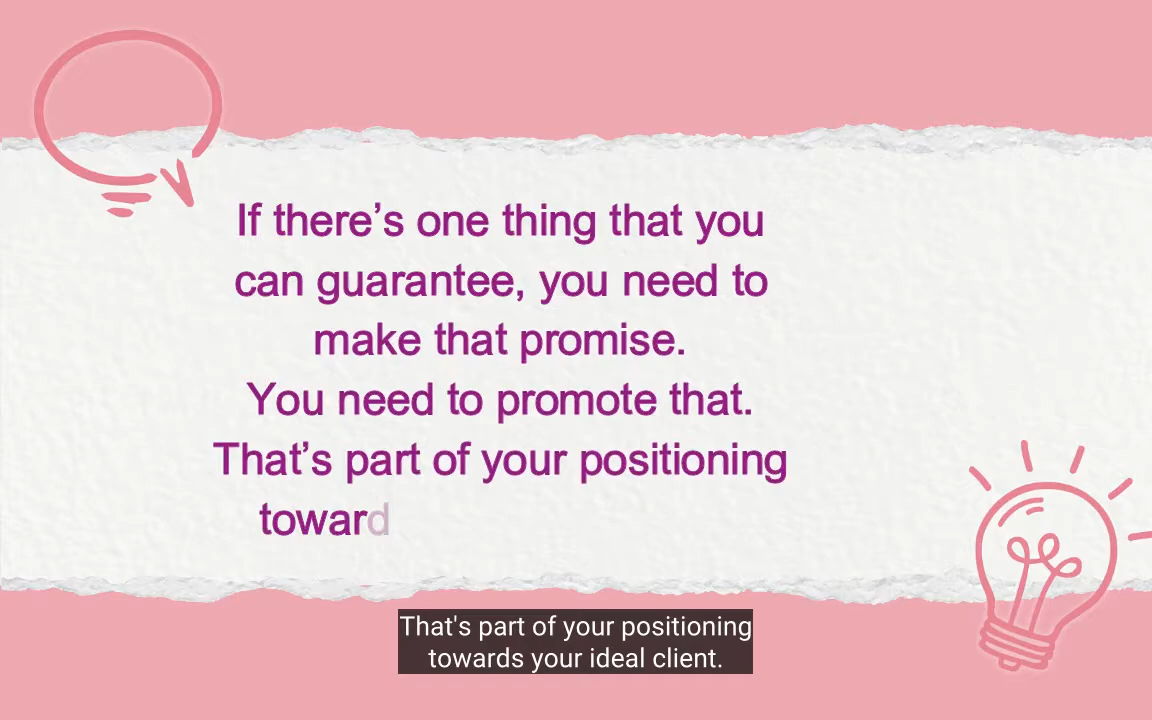 If there’s one thing that you
can guarantee, you need to
make that promise.
You need to promote that.
That’s part of your positioning
toward
That's part of your positioning
towards your ideal client.